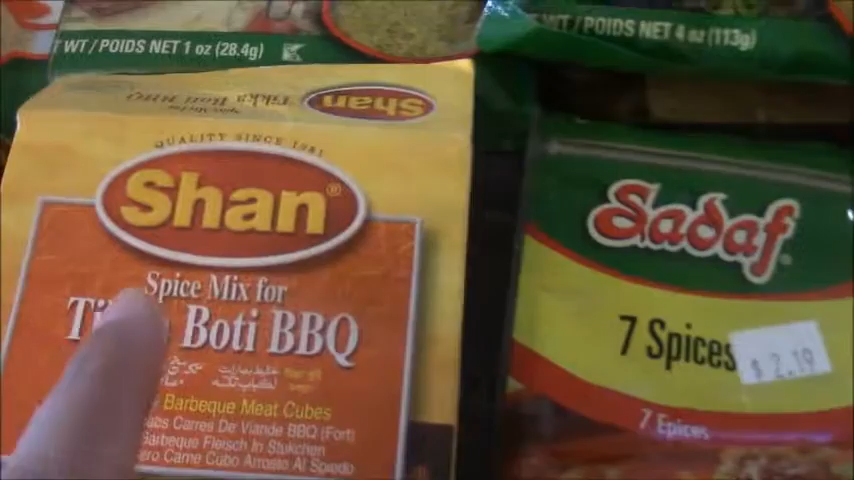 WT/POIDS NET 1 oz (28.4g)
WT/POIDS NET 4 oz (113g)
Shan
QUALITY SINCE 1981
Shan®
Spice Mix for
Boti BBQ
Barbeque Meat Cubes
Carres De Viande BBQ (Fort)
Barbeque Fleisch In Stukchen
Carne Cubo Arrosto Al Sale
Sadaf
7 Spices
$2.19
7 Epices